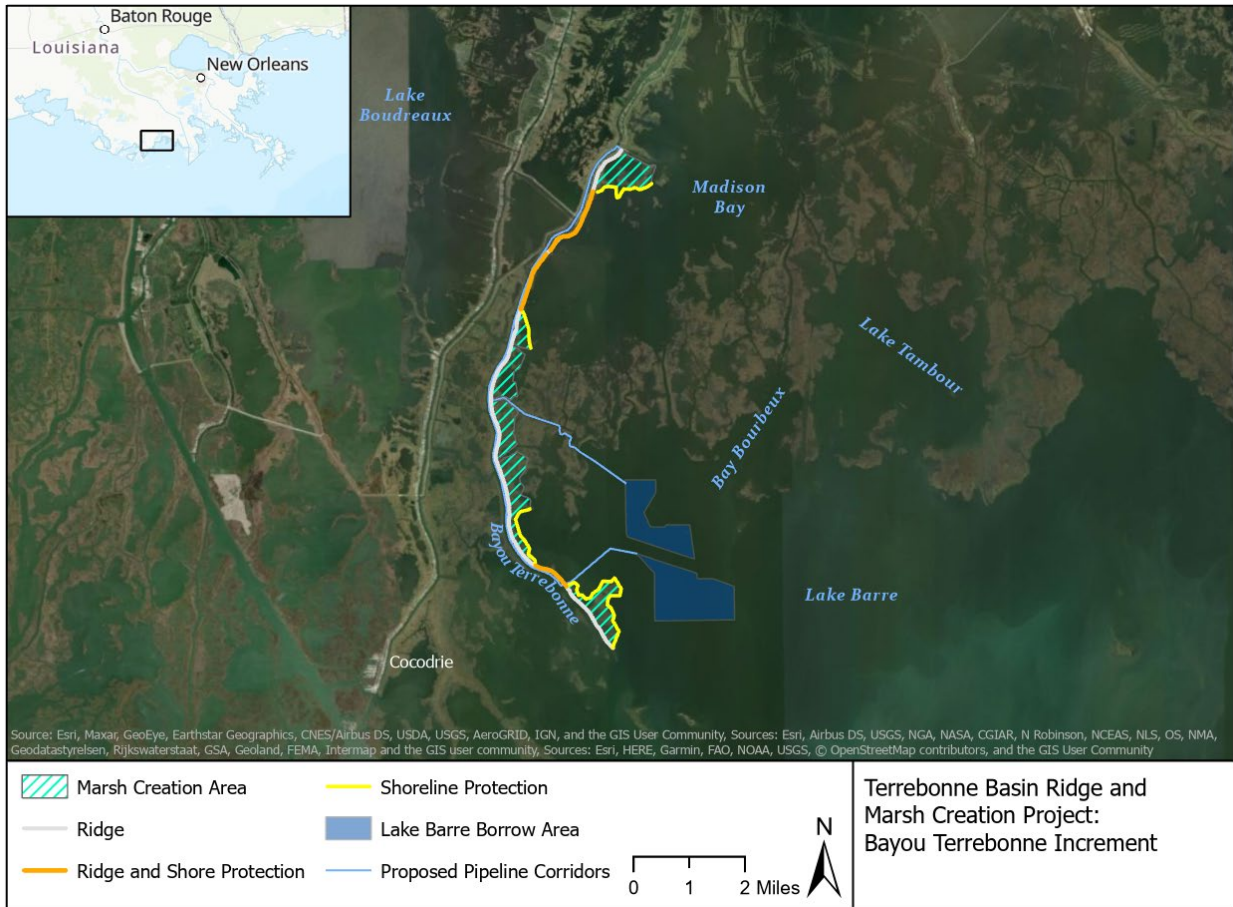 Baton Rouge
Louisiana
New Orleans
Lake
Boudreaux
Madison
Bay
Lake Tambour
Bay Bourbeux
Bayou Terrebonne
Lake Barre
Cocodrie
Source: Esri, Maxar, GeoEye, Earthstar Geographics, CNES/Airbus DS, USDA, USGS, AeroGRID, IGN, and the GIS User Community, Sources: Esri, Airbus DS, USGS, NGA, NASA, CGIAR, N Robinson, NCEAS, NLS, OS, NMA,
Geodatastyrelsen, Rijkswaterstaat, GSA, Geoland, FEMA, Intermap and the GIS user community, Sources: Esri, HERE, Garmin, FAO, NOAA, USGS, © OpenStreetMap contributors, and the GIS User Community
Marsh Creation Area
Ridge
Ridge and Shore Protection
Shoreline Protection
Lake Barre Borrow Area
Proposed Pipeline Corridors
0 1 2 Miles
N
Terrebonne Basin Ridge and
Marsh Creation Project:
Bayou Terrebonne Increment